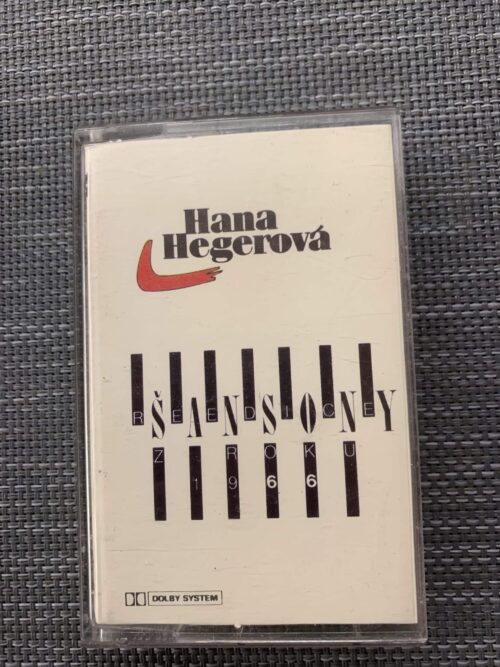 Hana
Hegerová
REEDICE
ŠANSONY
Z ROKU
1966
DOLBY SYSTEM